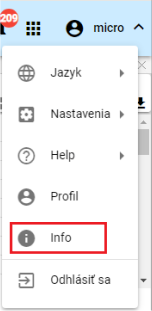 209
micro
Jazyk
Nastavenia
Help
Profil
Info
Odhlásiť sa